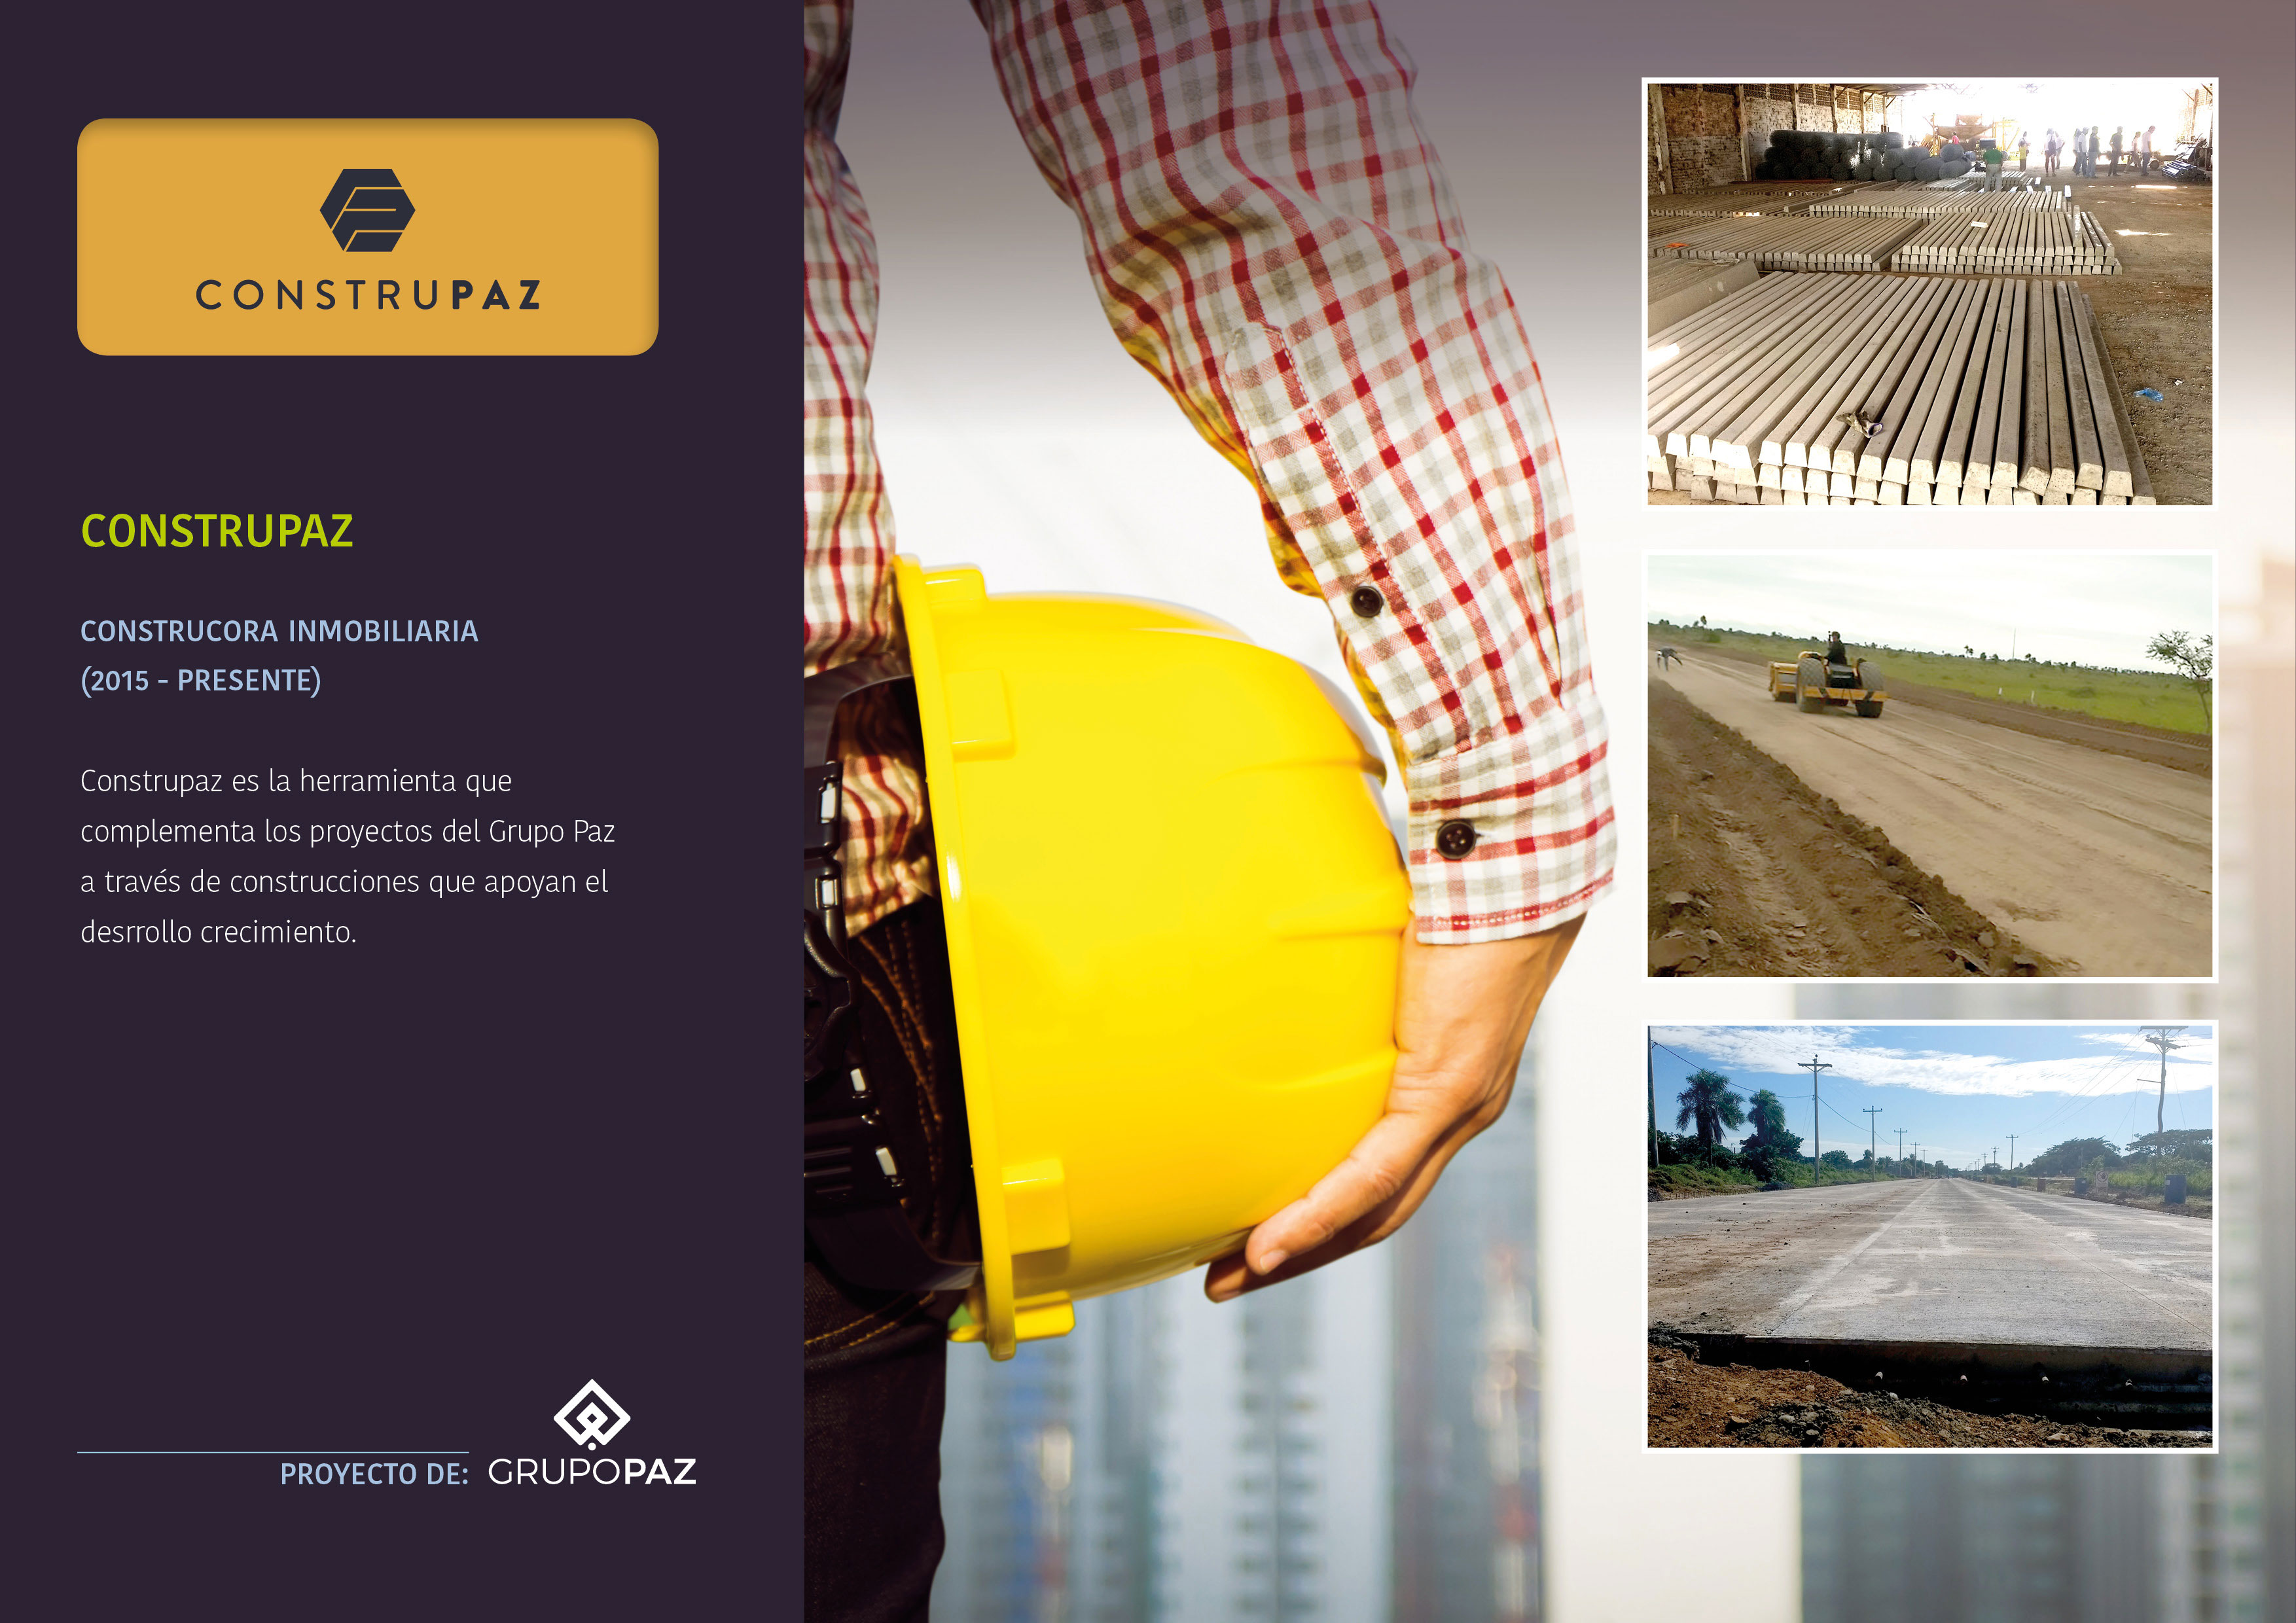 CONSTRUPAZ
CONSTRUPAZ
CONSTRUCORA INMOBILIARIA
(2015 - PRESENTE)
Construpaz es la herramienta que
complementa los proyectos del Grupo Paz
a través de construcciones que apoyan el
desrrollo crecimiento.
PROYECTO DE: GRUPOPAZ